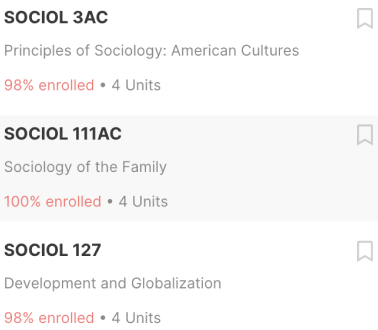 SOCIOL 3AC
Principles of Sociology: American Cultures
98% enrolled • 4 Units
SOCIOL 111AC
Sociology of the Family
100% enrolled • 4 Units
SOCIOL 127
Development and Globalization
98% enrolled • 4 Units